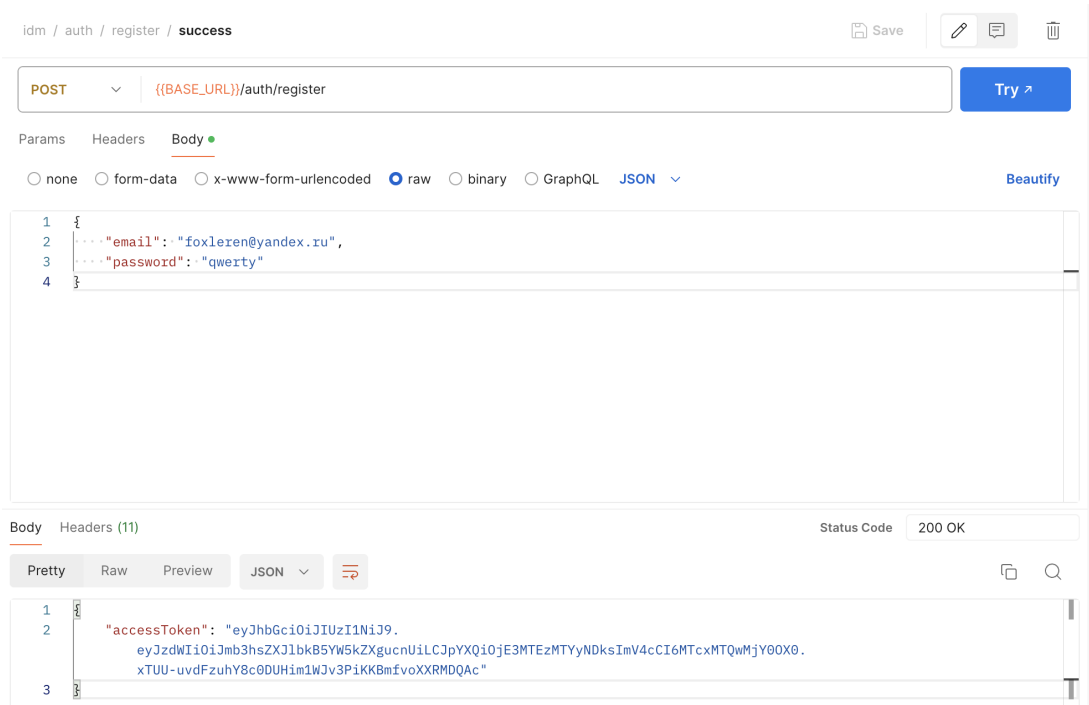 idm / auth / register / success
Save
POST
{{BASE_URL}}/auth/register
Try ↗
Params Headers Body
none form-data x-www-form-urlencoded raw binary GraphQL JSON
Beautify
1 {
2 "email": "foxleren@yandex.ru",
3 "password": "qwerty"
4 }
Body Headers (11)
Status Code 200 OK
Pretty Raw Preview JSON
1 {
2 "accessToken": "eyJhbGciOiJIUzI1NiJ9.
eyJzdWIiOiJmb3hsZXJlbkB5YW5kZXgucnUiLCJpYXQiOjE3MTEzMTYyNDksImV4cCI6MTcxMTQwMjY0OX0.
xTUU-uvdFzuhY8c0DUHim1WJv3PiKKBmfvoXXRMDQAc"
3 }